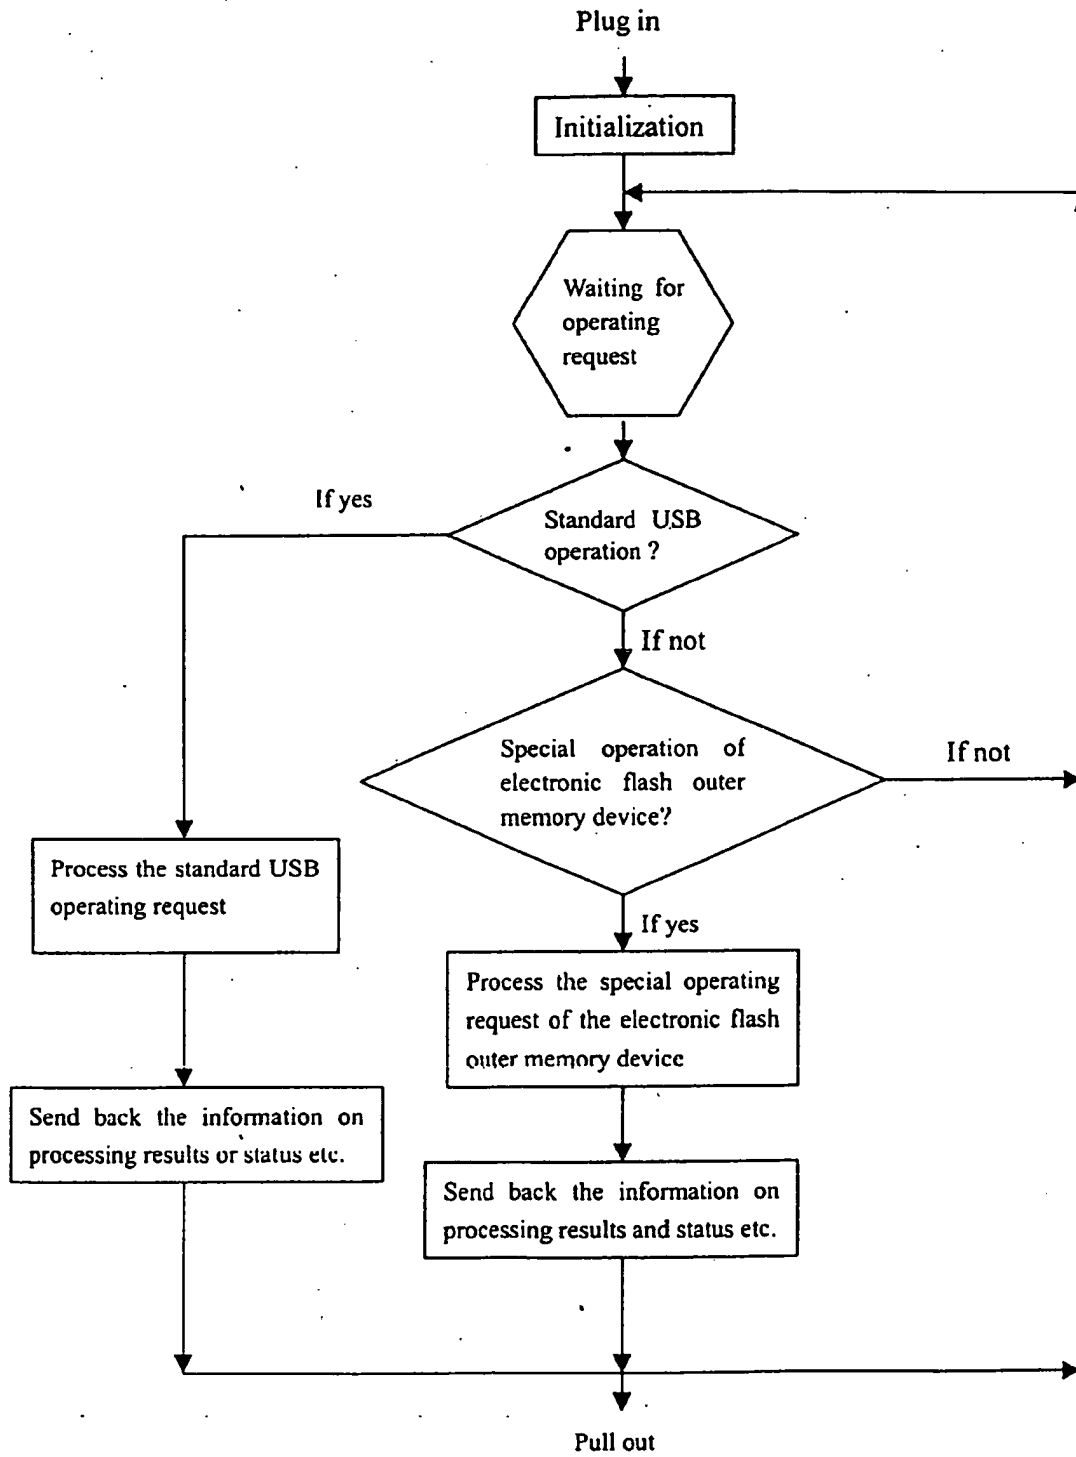 Plug in
Initialization
Waiting for
operating
request
If yes
Standard USB
operation ?
If not
Special operation of
electronic flash outer
memory device?
If not
Process the standard USB
operating request
If yes
Process the special operating
request of the electronic flash
outer memory device
Send back the information on
processing results or status etc.
Send back the information on
processing results and status etc.
Pull out